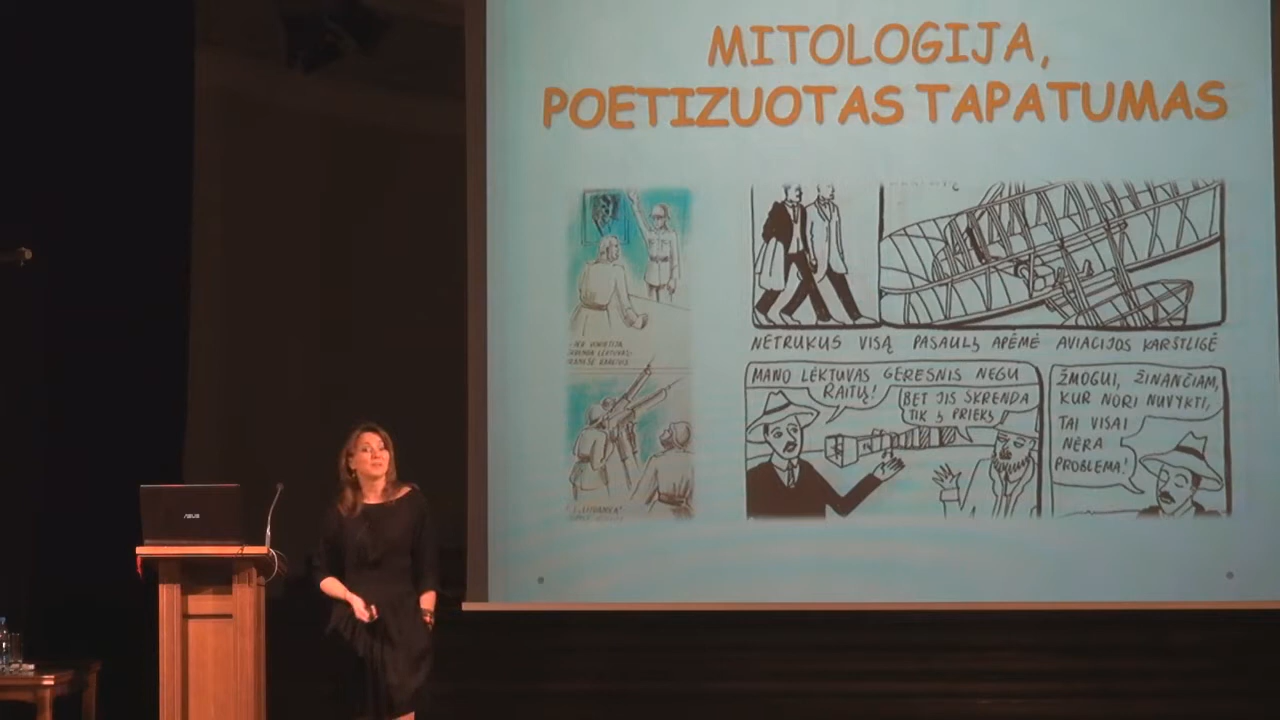 MITOLOGIJA,
POETIZUOTAS TAPATUMAS
NETRUKUS VISĄ PASAULĮ APĖMĖ AVIACIJOS KARŠTLIGĖ
MANO LĖKTUVAS GERESNIS NEGU
RAITŲ!
BET JIS SKRENDA
TIK Į PRIEKĮ
ŽMOGUI, ŽINANČIAM,
KUR NORI NUVYKTI,
TAI VISAI
NĖRA
PROBLEMA!
ASUS